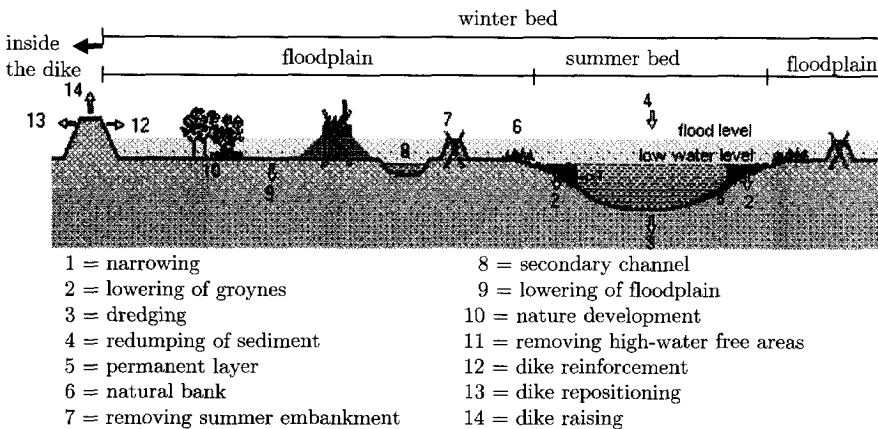 winter bed
inside
the dike
floodplain
summer bed
floodplain
14
13
12
7
6
4
flood level
low water level
10
9
8
1
2
2
3
1 = narrowing
2 = lowering of groynes
3 = dredging
4 = redumping of sediment
5 = permanent layer
6 = natural bank
7 = removing summer embankment
8 = secondary channel
9 = lowering of floodplain
10 = nature development
11 = removing high-water free areas
12 = dike reinforcement
13 = dike repositioning
14 = dike raising